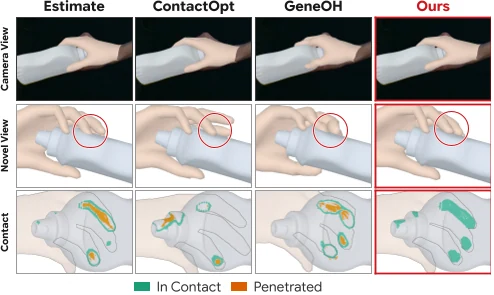 Estimate ContactOpt GeneOH Ours
Camera View
Novel View
Contact
In Contact Penetrated